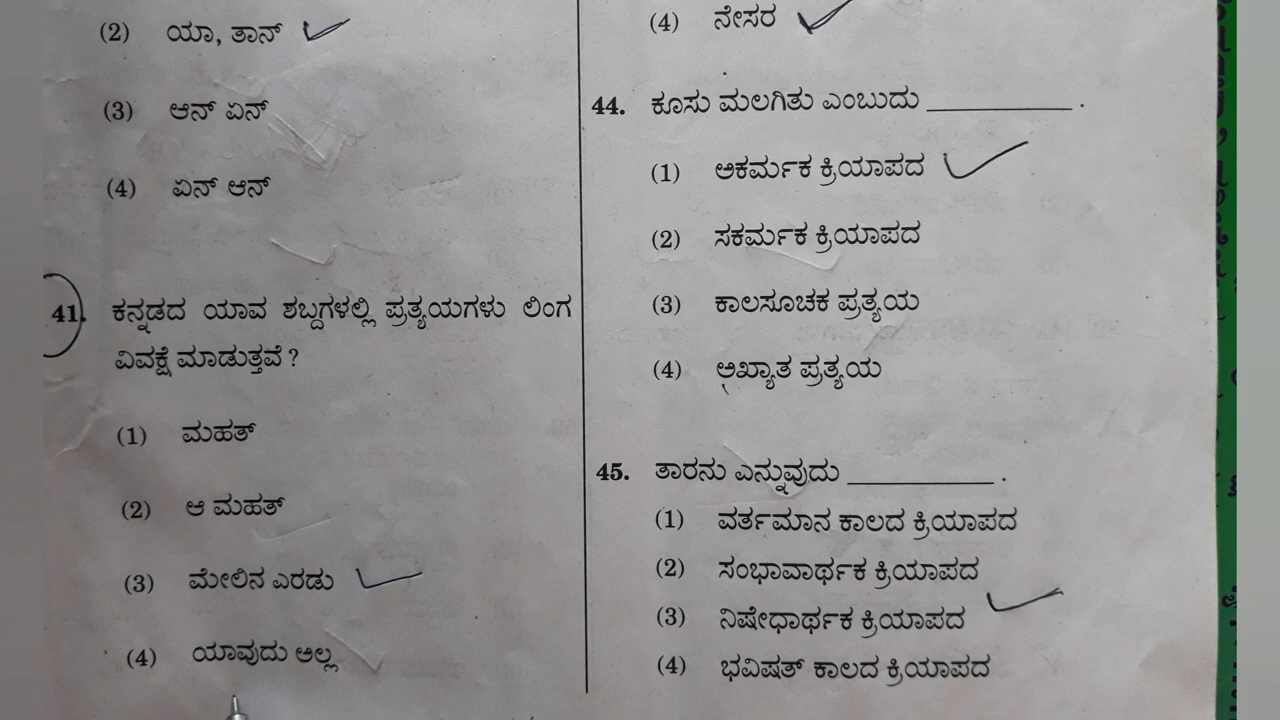 (2) ಯಾ, ತಾನ್
(3) ಆನ್ ಏನ್
(4) ಏನ್ ಆನ್
41. ಕನ್ನಡದ ಯಾವ ಶಬ್ದಗಳಲ್ಲಿ ಪ್ರತ್ಯಯಗಳು ಲಿಂಗ
ವಿವಕ್ಷೆ ಮಾಡುತ್ತವೆ ?
(1) ಮಹತ್
(2) ಆ ಮಹತ್
(3) ಮೇಲಿನ ಎರಡು
(4) ಯಾವುದು ಅಲ್ಲ
(4) ನೇಸರ
44. ಕೂಸು ಮಲಗಿತು ಎಂಬುದು ____________ .
(1) ಅಕರ್ಮಕ ಕ್ರಿಯಾಪದ
(2) ಸಕರ್ಮಕ ಕ್ರಿಯಾಪದ
(3) ಕಾಲಸೂಚಕ ಪ್ರತ್ಯಯ
(4) ಅಖ್ಯಾತ ಪ್ರತ್ಯಯ
45. ತಾರನು ಎನ್ನುವುದು ____________ .
(1) ವರ್ತಮಾನ ಕಾಲದ ಕ್ರಿಯಾಪದ
(2) ಸಂಭಾವಾರ್ಥಕ ಕ್ರಿಯಾಪದ
(3) ನಿಷೇಧಾರ್ಥಕ ಕ್ರಿಯಾಪದ
(4) ಭವಿಷತ್ ಕಾಲದ ಕ್ರಿಯಾಪದ